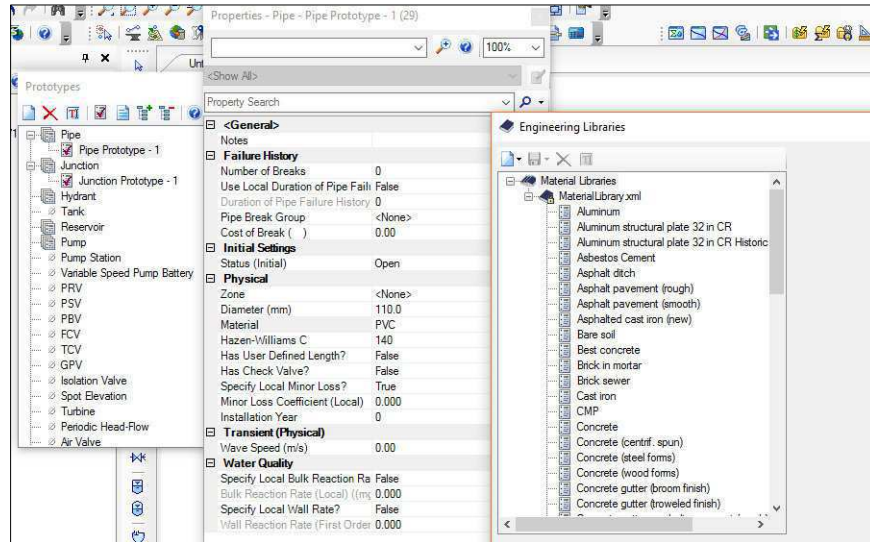 Properties - Pipe - Pipe Prototype - 1 (29)
100%
Unt
<Show All>
Property Search
Prototypes
Pipe
Pipe Prototype - 1
Junction
Junction Prototype - 1
Hydrant
Tank
Reservoir
Pump
Pump Station
Variable Speed Pump Battery
PRV
PSV
PBV
FCV
TCV
GPV
Isolation Valve
Spot Elevation
Turbine
Periodic Head-Flow
Air Valve
<General>
Notes
Failure History
Number of Breaks 0
Use Local Duration of Pipe Failu False
Duration of Pipe Failure History 0
Pipe Break Group <None>
Cost of Break ( ) 0.00
Initial Settings
Status (Initial) Open
Physical
Zone <None>
Diameter (mm) 110.0
Material PVC
Hazen-Williams C 140
Has User Defined Length? False
Has Check Valve? False
Specify Local Minor Loss? True
Minor Loss Coefficient (Local) 0.000
Installation Year 0
Transient (Physical)
Wave Speed (m/s) 0.00
Water Quality
Specify Local Bulk Reaction Ra False
Bulk Reaction Rate (Local) ((mg 0.000
Specify Local Wall Rate? False
Wall Reaction Rate (First Order 0.000
Engineering Libraries
Material Libraries
MaterialLibrary.xml
Aluminum
Aluminum structural plate 32 in CR
Aluminum structural plate 32 in CR Historic
Asbestos Cement
Asphalt ditch
Asphalt pavement (rough)
Asphalt pavement (smooth)
Asphalted cast iron (new)
Bare soil
Best concrete
Brick in mortar
Brick sewer
Cast iron
CMP
Concrete
Concrete (centrif. spun)
Concrete (steel forms)
Concrete (wood forms)
Concrete gutter (broom finish)
Concrete gutter (troweled finish)